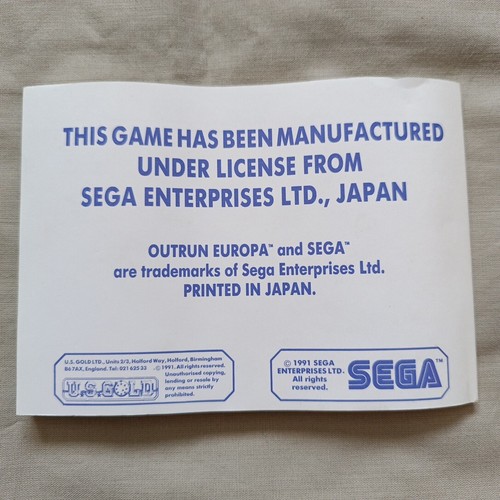 THIS GAME HAS BEEN MANUFACTURED
UNDER LICENSE FROM
SEGA ENTERPRISES LTD., JAPAN
OUTRUN EUROPA™ and SEGA™
are trademarks of Sega Enterprises Ltd.
PRINTED IN JAPAN.
U.S. GOLD LTD., Units 2/3, Holford Way, Holford, Birmingham
B6 7AX, England. Tel: 021 625 33
© 1991. All rights reserved.
Unauthorised copying,
lending or resale by
any means strictly
prohibited.
U.S. GOLD
© 1991 SEGA
ENTERPRISES LTD.
All rights
reserved.
SEGA™